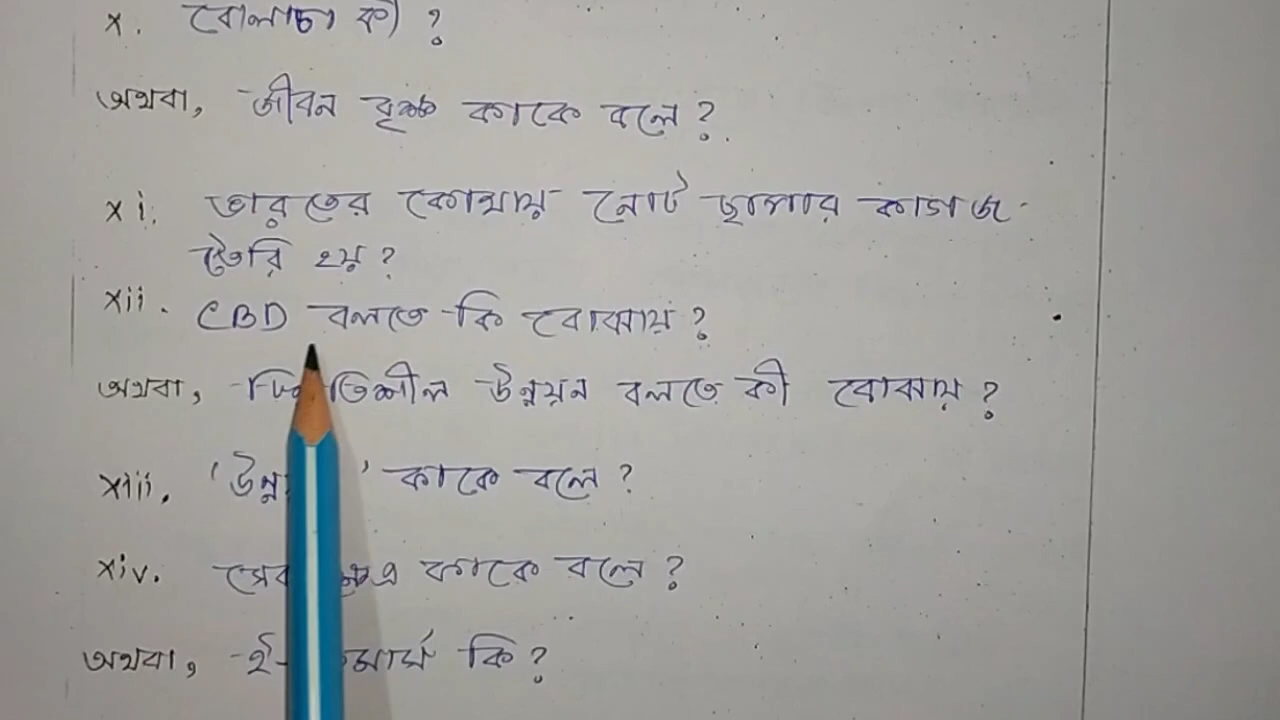 x. বোলাচা কী ?
অথবা, জীবন বৃক্ষ কাকে বলে ?
xi. ভারতের কোথায় নোট ছাপার কাগজ
তৈরি হয় ?
xii. CBD বলতে কি বোঝায় ?
অথবা, উন্নয়ন বলতে কী বোঝায় ?
xiii. কাকে বলে ?
xiv. কাকে বলে ?
অথবা, কি ?